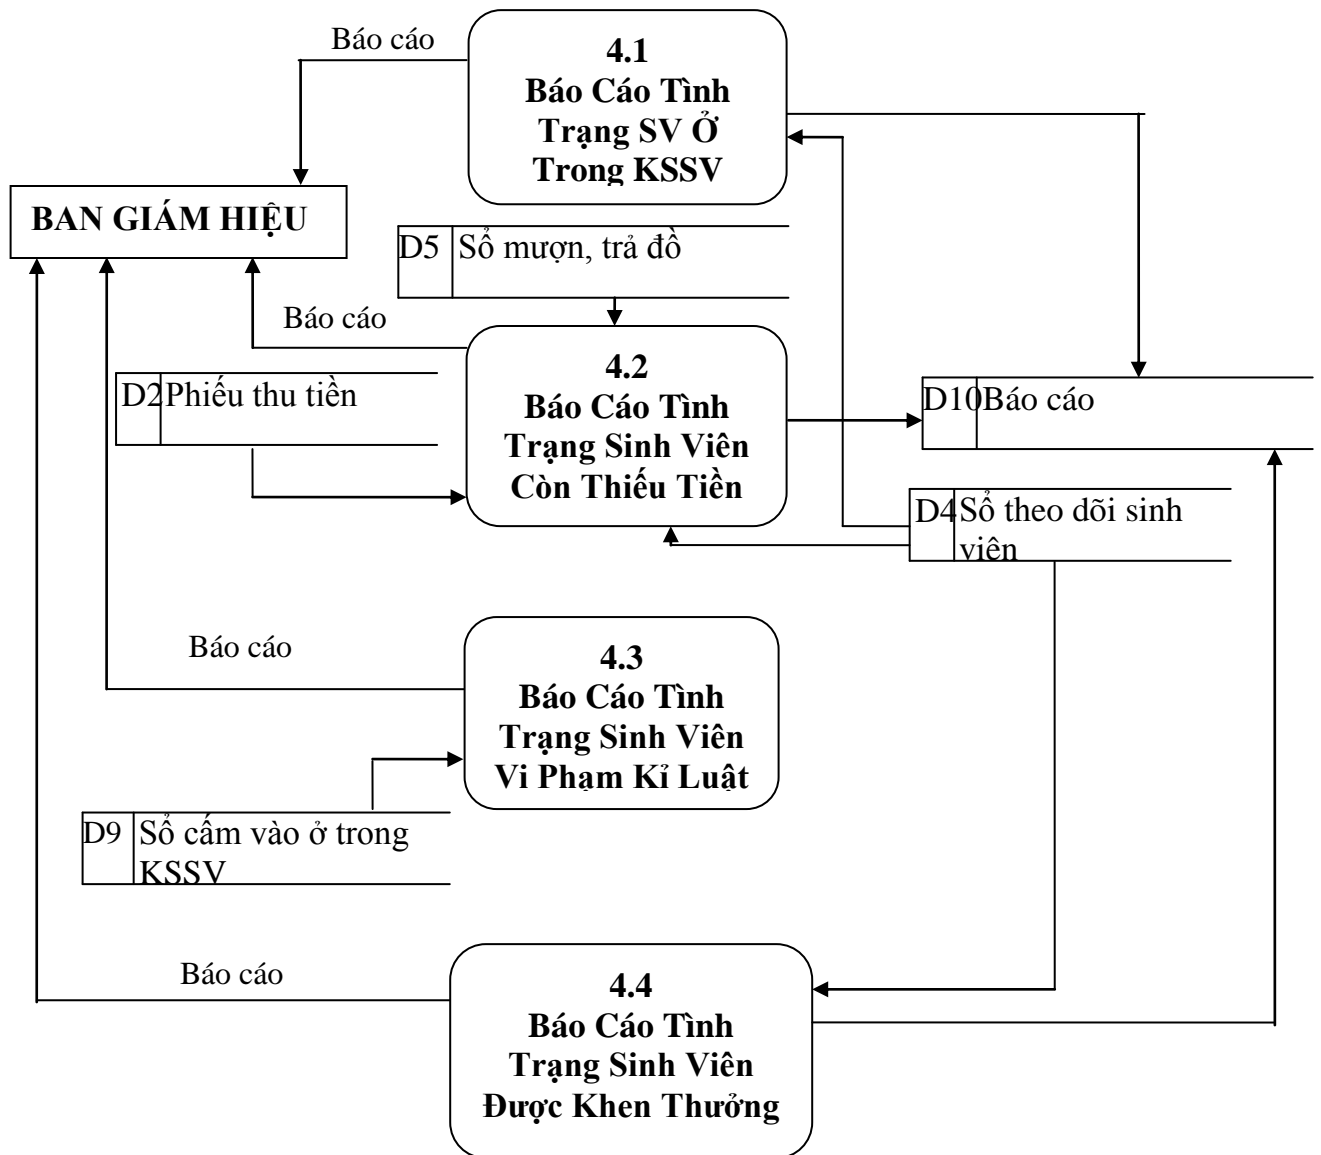 Báo cáo
4.1
Báo Cáo Tình
Trạng SV Ở
Trong KSSV
BAN GIÁM HIỆU
D5 Sổ mượn, trả đồ
Báo cáo
4.2
Báo Cáo Tình
Trạng Sinh Viên
Còn Thiếu Tiền
D2 Phiếu thu tiền
D10 Báo cáo
D4 Sổ theo dõi sinh
viên
Báo cáo
4.3
Báo Cáo Tình
Trạng Sinh Viên
Vi Phạm Kỉ Luật
D9 Sổ cấm vào ở trong
KSSV
Báo cáo
4.4
Báo Cáo Tình
Trạng Sinh Viên
Được Khen Thưởng